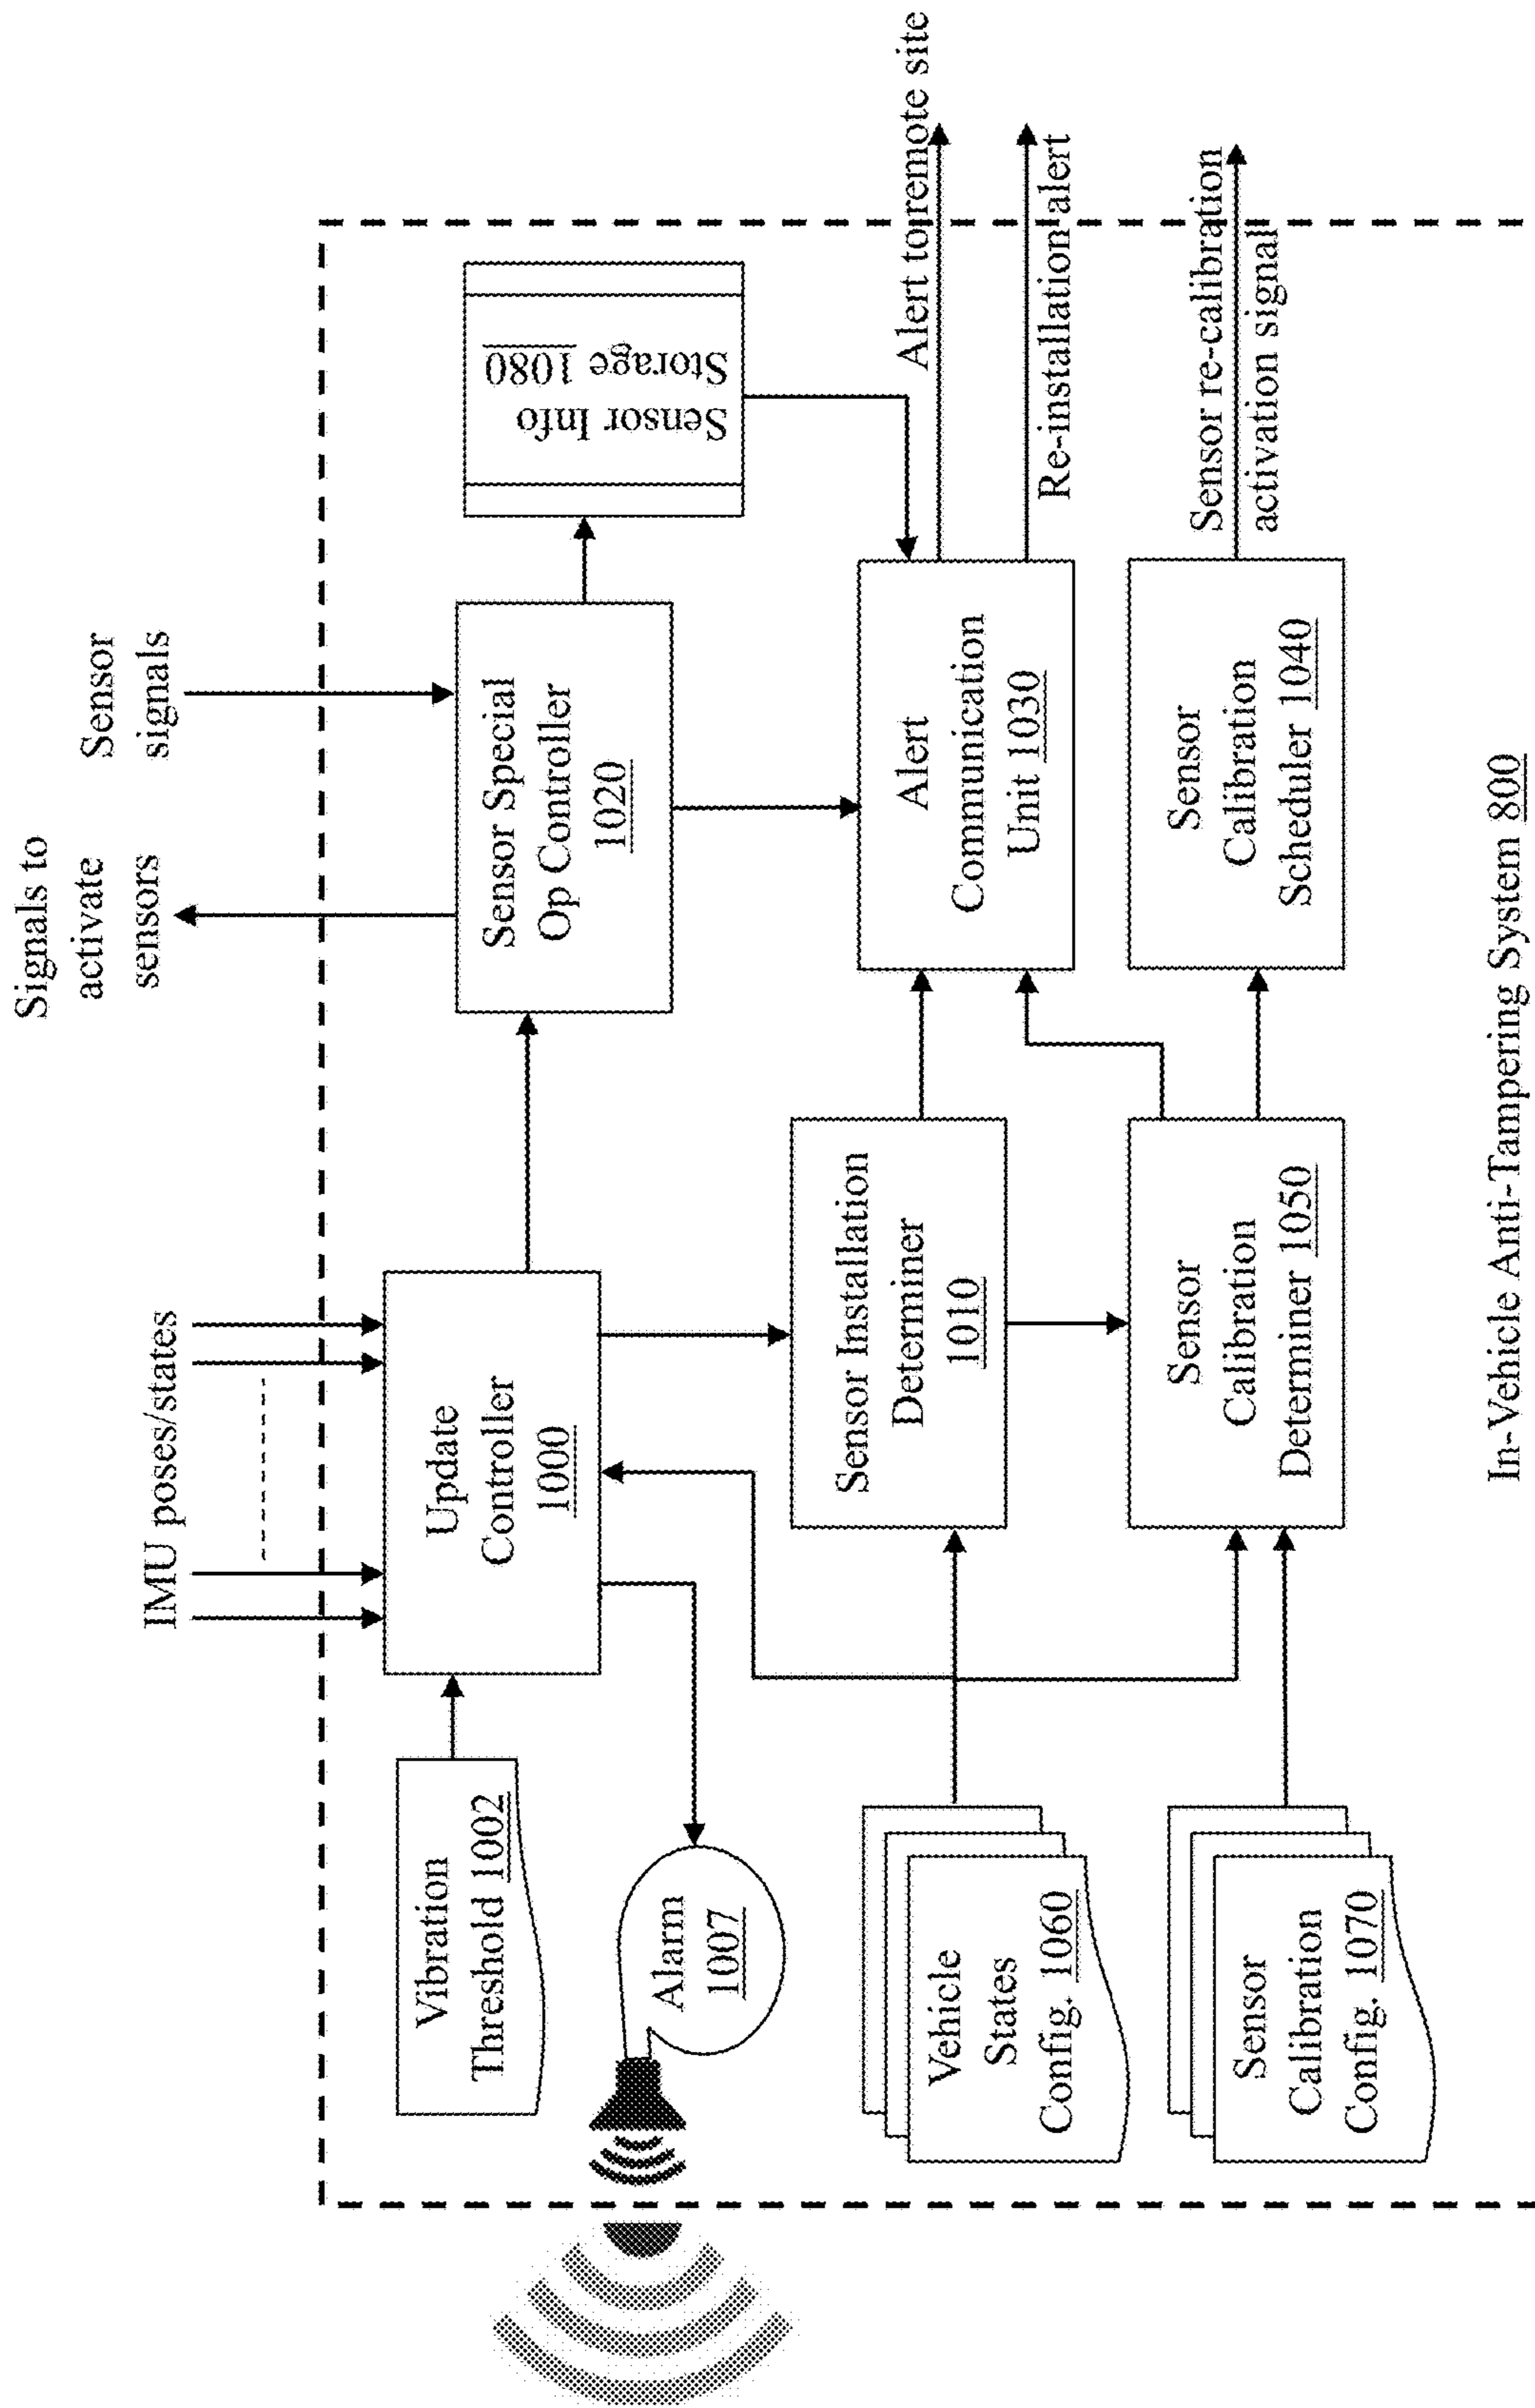 Signals to
activate
sensors
Sensor
signals
IMU poses/states
Vibration
Threshold 1002
Update
Controller
1000
Sensor Special
Op Controller
1020
Sensor Info
Storage 1080
Alarm
1007
Alert to remote site
Vehicle
States
Config. 1060
Sensor Installation
Determiner
1010
Alert
Communication
Unit 1030
Re-installation alert
Sensor
Calibration
Config. 1070
Sensor
Calibration
Determiner 1050
Sensor
Calibration
Scheduler 1040
Sensor re-calibration
activation signal
In-Vehicle Anti-Tampering System 800